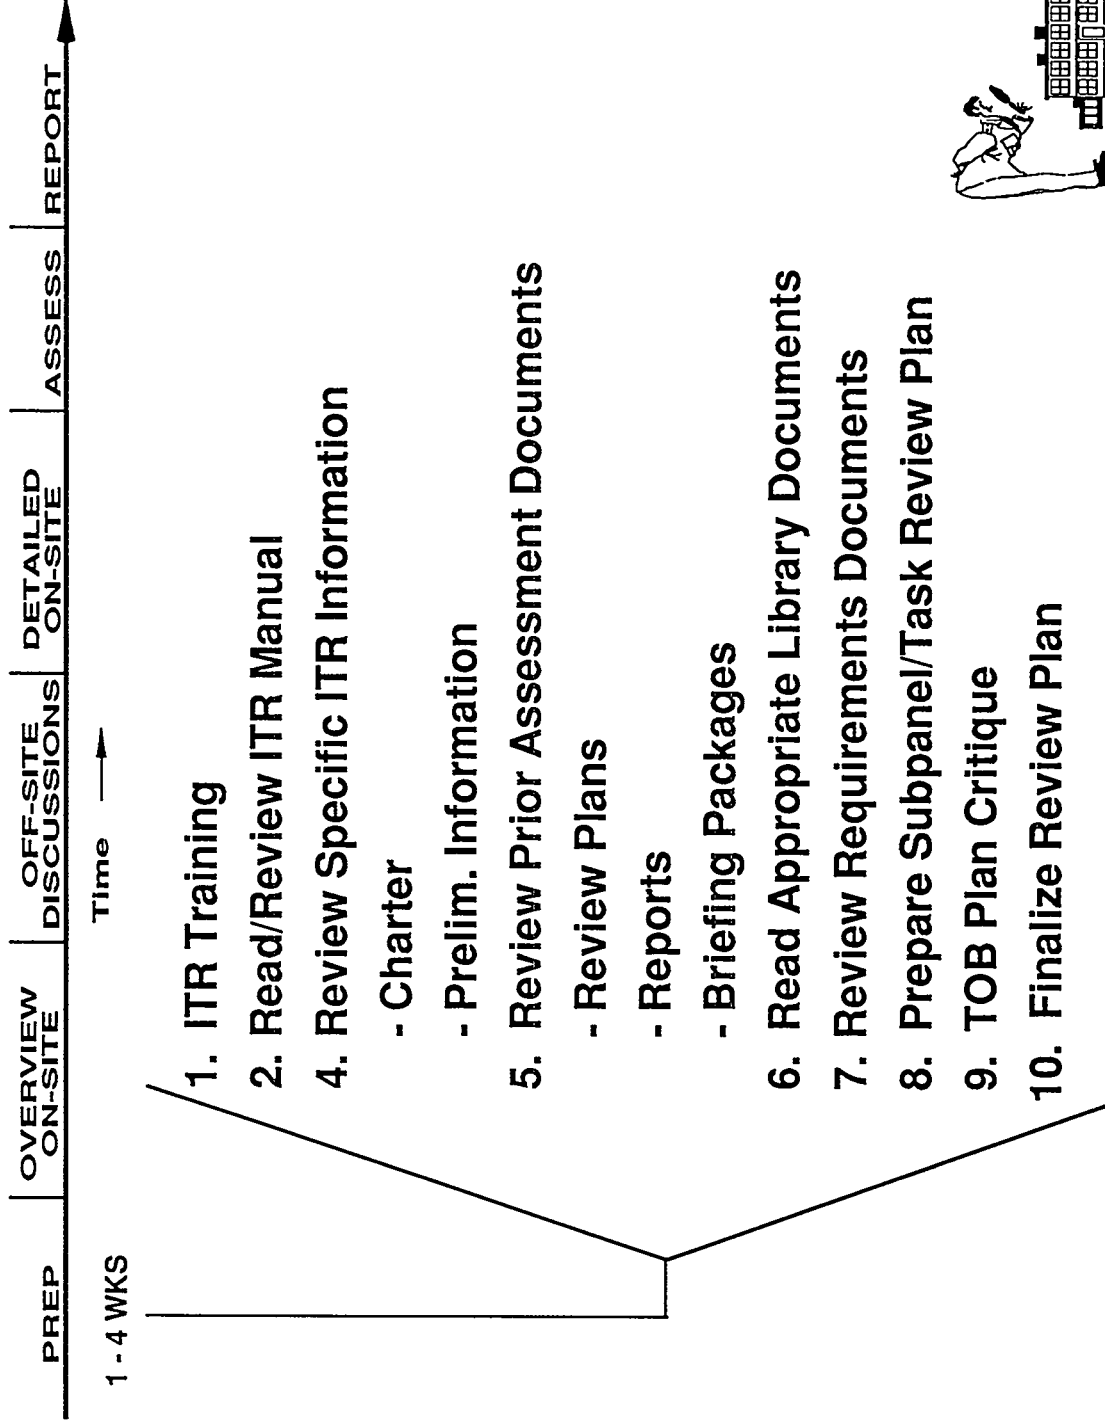 PREP
OVERVIEW
ON-SITE
OFF-SITE
DISCUSSIONS
DETAILED
ON-SITE
ASSESS
REPORT
1 - 4 WKS
Time
1. ITR Training
2. Read/Review ITR Manual
4. Review Specific ITR Information
- Charter
- Prelim. Information
5. Review Prior Assessment Documents
- Review Plans
- Reports
- Briefing Packages
6. Read Appropriate Library Documents
7. Review Requirements Documents
8. Prepare Subpanel/Task Review Plan
9. TOB Plan Critique
10. Finalize Review Plan